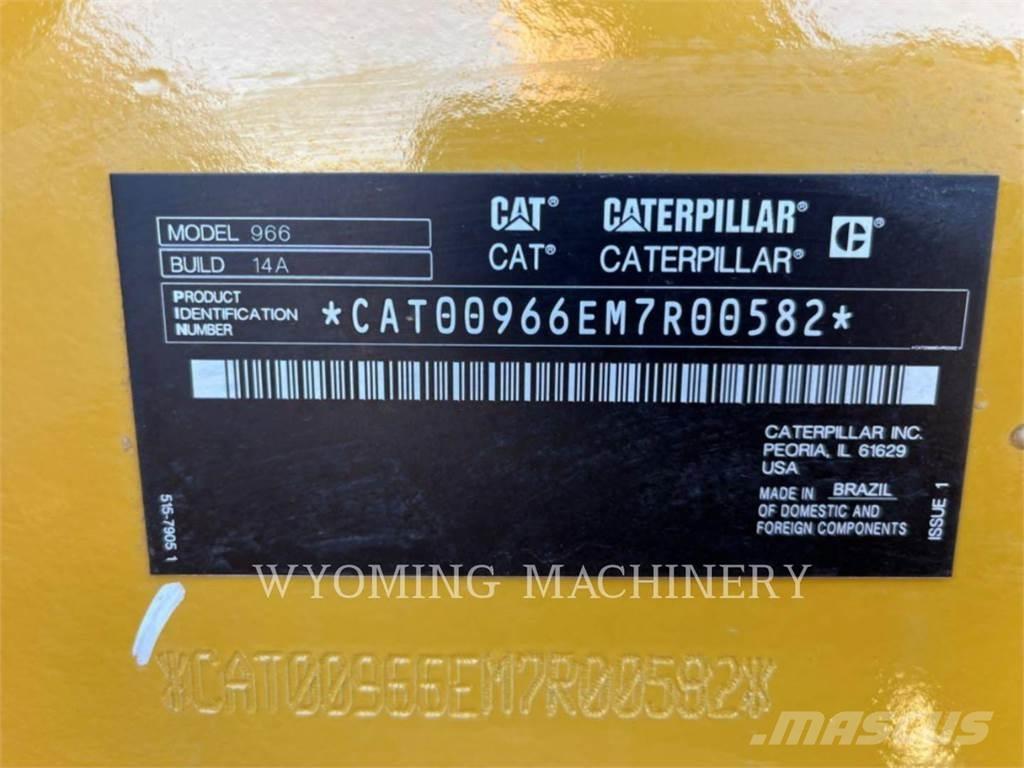 CAT® CATERPILLAR® C®
CAT® CATERPILLAR®
MODEL 966
BUILD 14A
PRODUCT
IDENTIFICATION
NUMBER
*CAT00966EM7R00582*
CATERPILLAR INC.
PEORIA, IL 61629
USA
MADE IN BRAZIL
OF DOMESTIC AND
FOREIGN COMPONENTS
515-7905 1
ISSUE 1
WYOMING MACHINERY
*CAT00966EM7R00582*
MASCUS